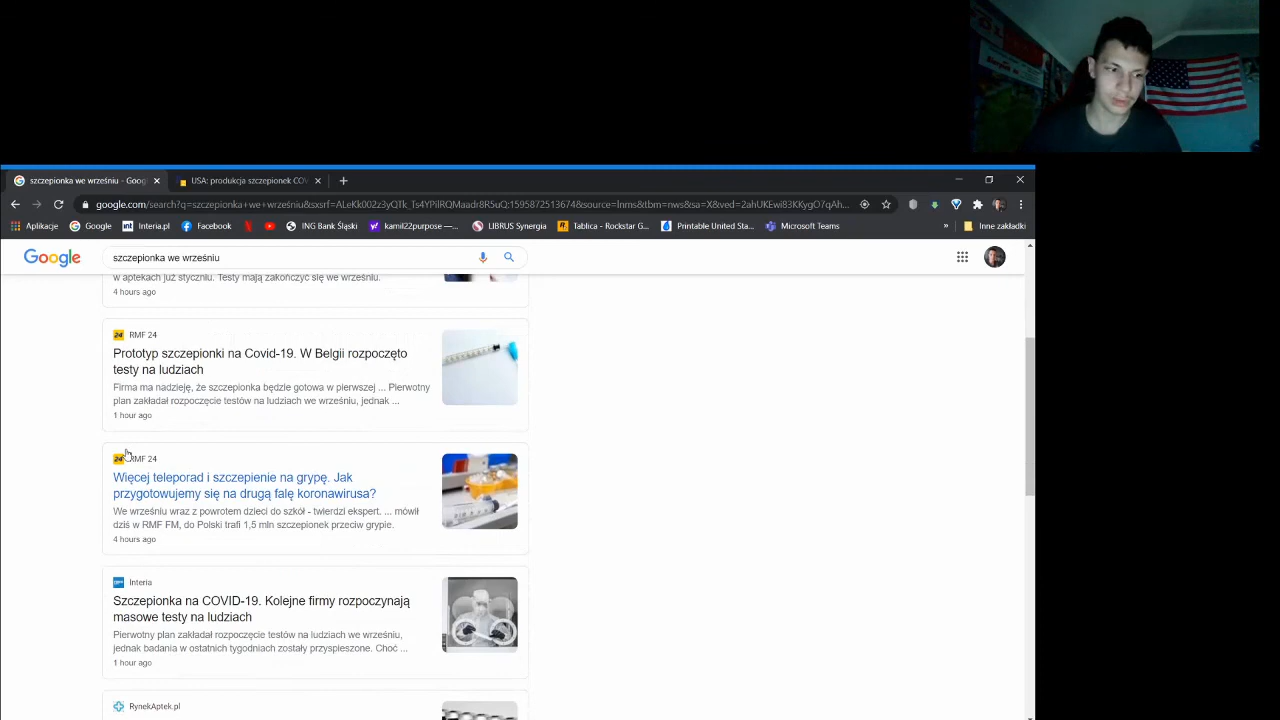 szczepionka we wrześniu - Goog
USA: produkcja szczepionek COV
google.com/search?q=szczepionka+we+wrześniu&sxsrf=ALeKk002z3yQTk_Ts4YPilRQMaadr8R5uQ:1595872513674&source=lnms&tbm=nws&sa=X&ved=2ahUKEwi83KKygO7qAh...
Aplikacje
Google
Interia.pl
Facebook
ING Bank Śląski
kamil22purpose —...
LIBRUS Synergia
Tablica - Rockstar G...
Printable United Sta...
Microsoft Teams
»
Inne zakładki
Google
szczepionka we wrześniu
w aptekach już styczniu. Testy mają zakończyć się we wrześniu.
4 hours ago
RMF 24
Prototyp szczepionki na Covid-19. W Belgii rozpoczęto
testy na ludziach
Firma ma nadzieję, że szczepionka będzie gotowa w pierwszej ... Pierwotny
plan zakładał rozpoczęcie testów na ludziach we wrześniu, jednak ...
1 hour ago
RMF 24
Więcej teleporad i szczepienie na grypę. Jak
przygotowujemy się na drugą falę koronawirusa?
We wrześniu wraz z powrotem dzieci do szkół - twierdzi ekspert. ... mówił
dziś w RMF FM, do Polski trafi 1,5 mln szczepionek przeciw grypie.
4 hours ago
Interia
Szczepionka na COVID-19. Kolejne firmy rozpoczynają
masowe testy na ludziach
Pierwotny plan zakładał rozpoczęcie testów na ludziach we wrześniu,
jednak badania w ostatnich tygodniach zostały przyspieszone. Choć ...
1 hour ago
RynekAptek.pl